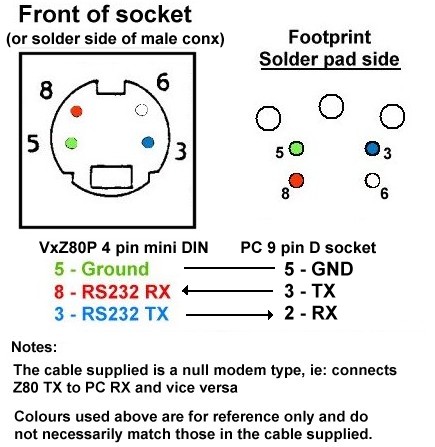 Front of socket
(or solder side of male conx)
Footprint
Solder pad side
8
6
5
3
5
3
8
6
VxZ80P 4 pin mini DIN
PC 9 pin D socket
5 - Ground
5 - GND
8 - RS232 RX
3 - TX
3 - RS232 TX
2 - RX
Notes:
The cable supplied is a null modem type, ie: connects
Z80 TX to PC RX and vice versa
Colours used above are for reference only and do
not necessarily match those in the cable supplied.